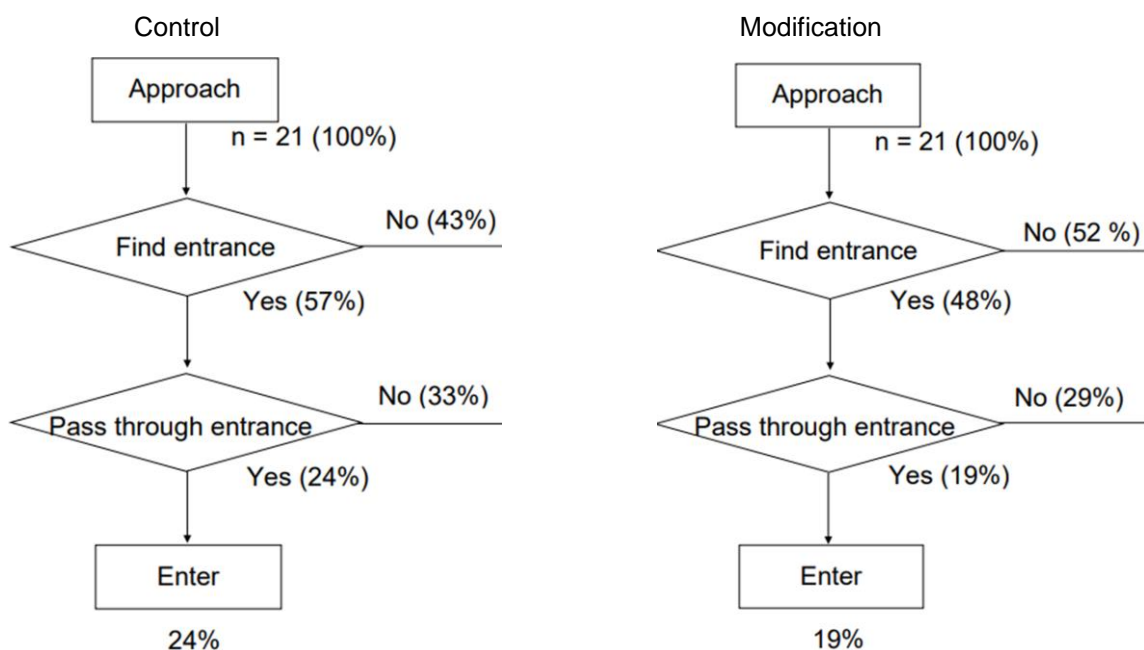 Control
Approach
n = 21 (100%)
Find entrance
No (43%)
Yes (57%)
Pass through entrance
No (33%)
Yes (24%)
Enter
24%
Modification
Approach
n = 21 (100%)
Find entrance
No (52 %)
Yes (48%)
Pass through entrance
No (29%)
Yes (19%)
Enter
19%